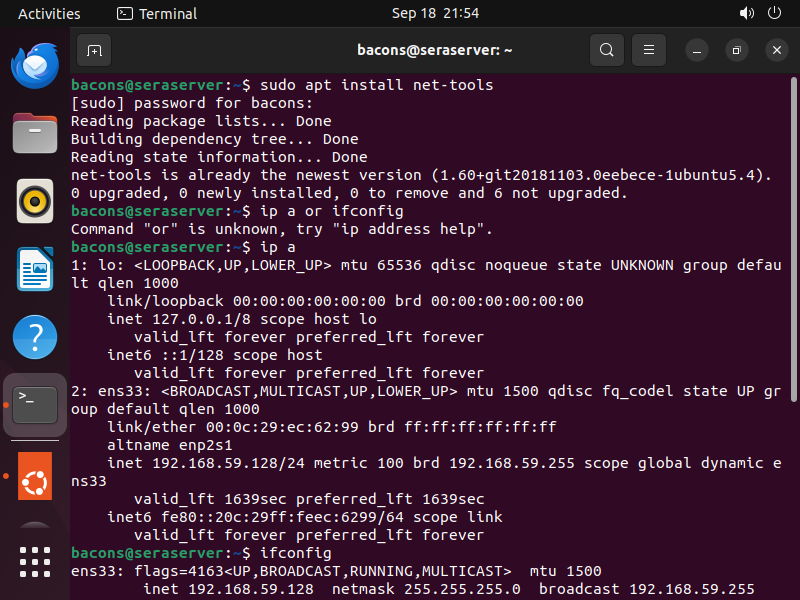 Activities
Terminal
Sep 18 21:54
bacons@seraserver: ~
bacons@seraserver:~$ sudo apt install net-tools
[sudo] password for bacons:
Reading package lists... Done
Building dependency tree... Done
Reading state information... Done
net-tools is already the newest version (1.60+git20181103.0eebece-1ubuntu5.4).
0 upgraded, 0 newly installed, 0 to remove and 6 not upgraded.
bacons@seraserver:~$ ip a or ifconfig
Command "or" is unknown, try "ip address help".
bacons@seraserver:~$ ip a
1: lo: <LOOPBACK,UP,LOWER_UP> mtu 65536 qdisc noqueue state UNKNOWN group defau
lt qlen 1000
    link/loopback 00:00:00:00:00:00 brd 00:00:00:00:00:00
    inet 127.0.0.1/8 scope host lo
       valid_lft forever preferred_lft forever
    inet6 ::1/128 scope host
       valid_lft forever preferred_lft forever
2: ens33: <BROADCAST,MULTICAST,UP,LOWER_UP> mtu 1500 qdisc fq_codel state UP gr
oup default qlen 1000
    link/ether 00:0c:29:ec:62:99 brd ff:ff:ff:ff:ff:ff
    altname enp2s1
    inet 192.168.59.128/24 metric 100 brd 192.168.59.255 scope global dynamic e
ns33
       valid_lft 1639sec preferred_lft 1639sec
    inet6 fe80::20c:29ff:feec:6299/64 scope link
       valid_lft forever preferred_lft forever
bacons@seraserver:~$ ifconfig
ens33: flags=4163<UP,BROADCAST,RUNNING,MULTICAST>  mtu 1500
        inet 192.168.59.128  netmask 255.255.255.0  broadcast 192.168.59.255